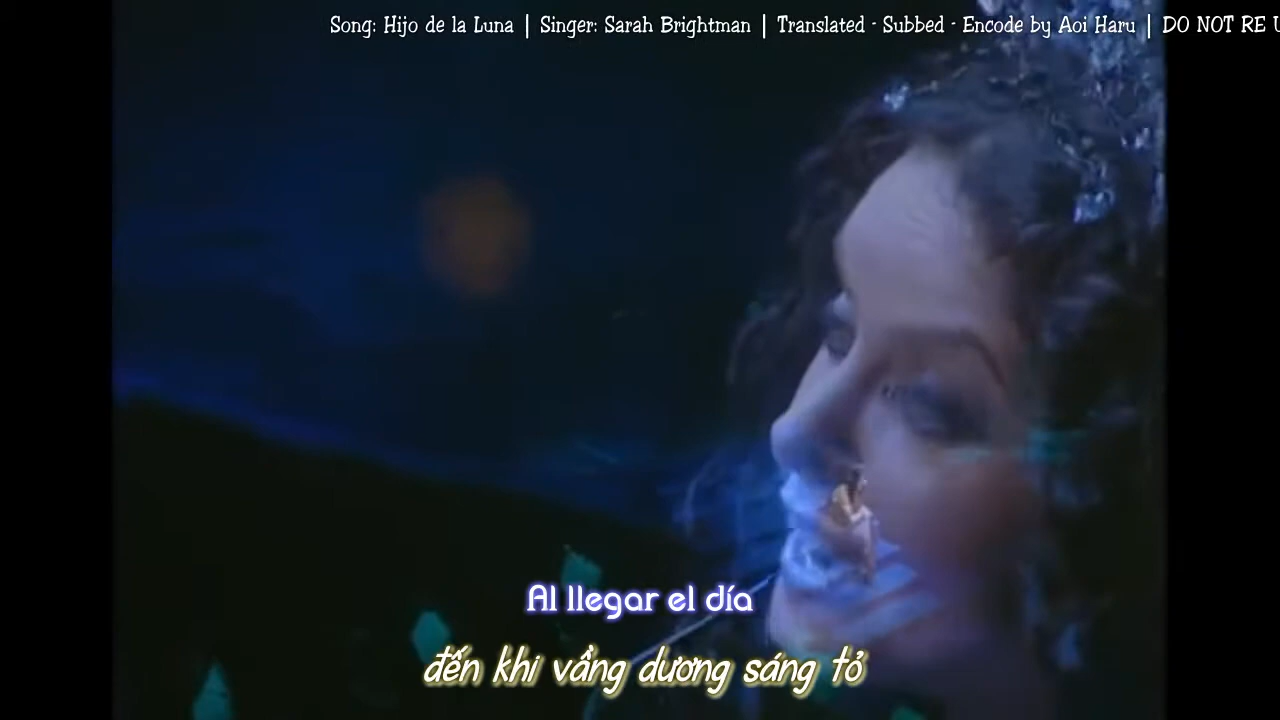 Song: Hijo de la Luna | Singer: Sarah Brightman | Translated - Subbed - Encode by Aoi Haru | DO NOT RE
Al llegar el día
đến khi vầng dương sáng tỏ